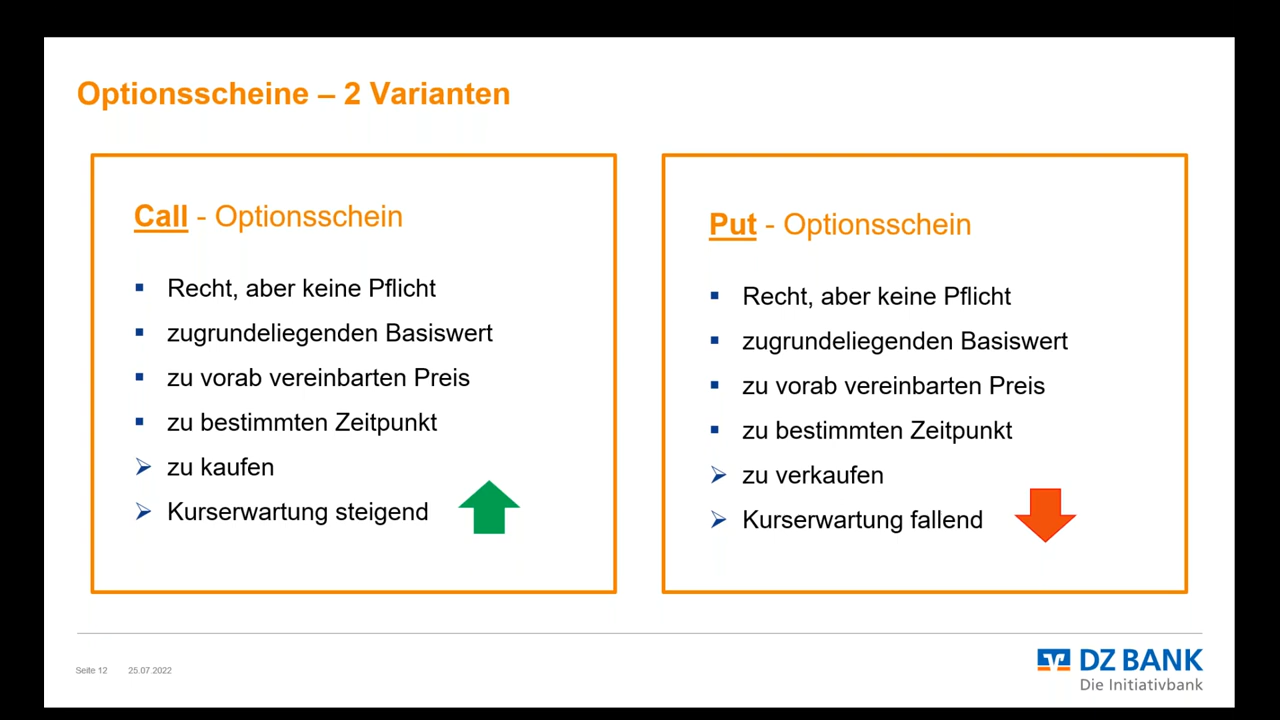 Optionsscheine – 2 Varianten
Call - Optionsschein
Recht, aber keine Pflicht
zugrundeliegenden Basiswert
zu vorab vereinbarten Preis
zu bestimmten Zeitpunkt
zu kaufen
Kurserwartung steigend
Put - Optionsschein
Recht, aber keine Pflicht
zugrundeliegenden Basiswert
zu vorab vereinbarten Preis
zu bestimmten Zeitpunkt
zu verkaufen
Kurserwartung fallend
Seite 12 25.07.2022
DZ BANK
Die Initiativbank